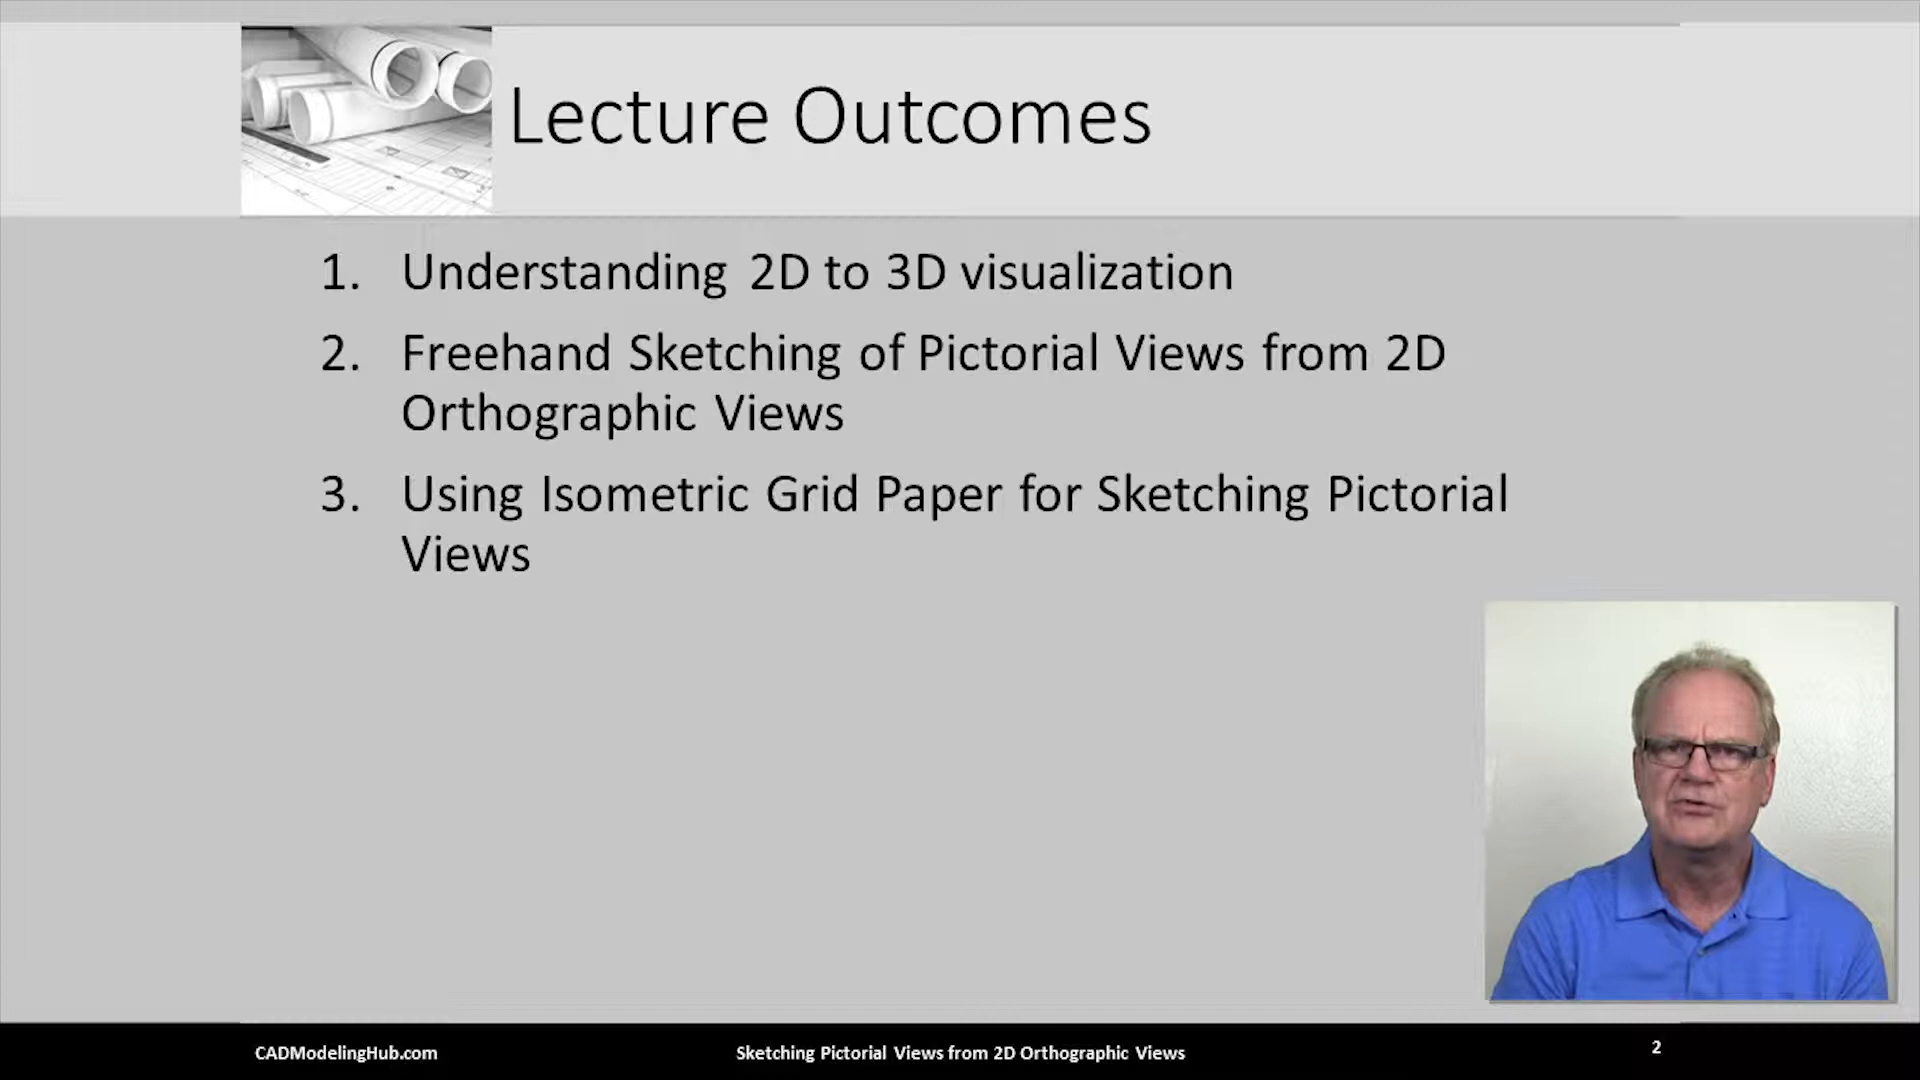 Lecture Outcomes
1. Understanding 2D to 3D visualization
2. Freehand Sketching of Pictorial Views from 2D
Orthographic Views
3. Using Isometric Grid Paper for Sketching Pictorial
Views
CADModelingHub.com
Sketching Pictorial Views from 2D Orthographic Views
2